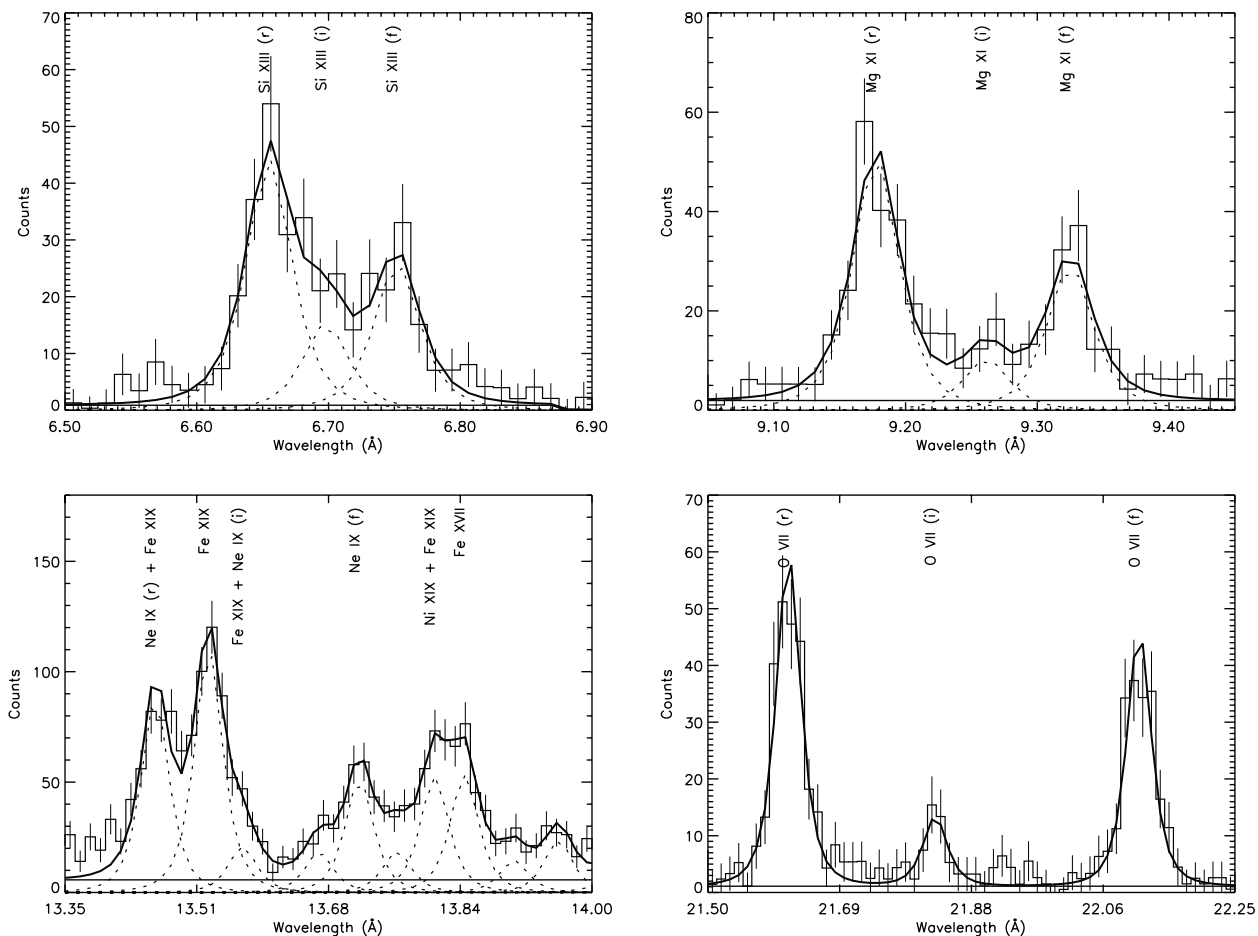 Si XIII (r)
Si XIII (i)
Si XIII (f)
70
60
50
40
30
20
10
0
Counts
6.50
6.60
6.70
6.80
6.90
Wavelength (Å)
Mg XI (r)
Mg XI (i)
Mg XI (f)
80
60
40
20
0
Counts
9.10
9.20
9.30
9.40
Wavelength (Å)
Ne IX (r) + Fe XIX
Fe XIX
Fe XIX + Ne IX (i)
Ne IX (f)
Ni XIX + Fe XIX
Fe XVII
150
100
50
0
Counts
13.35
13.51
13.68
13.84
14.00
Wavelength (Å)
O VII (r)
O VII (i)
O VII (f)
70
60
50
40
30
20
10
0
Counts
21.50
21.69
21.88
22.06
22.25
Wavelength (Å)